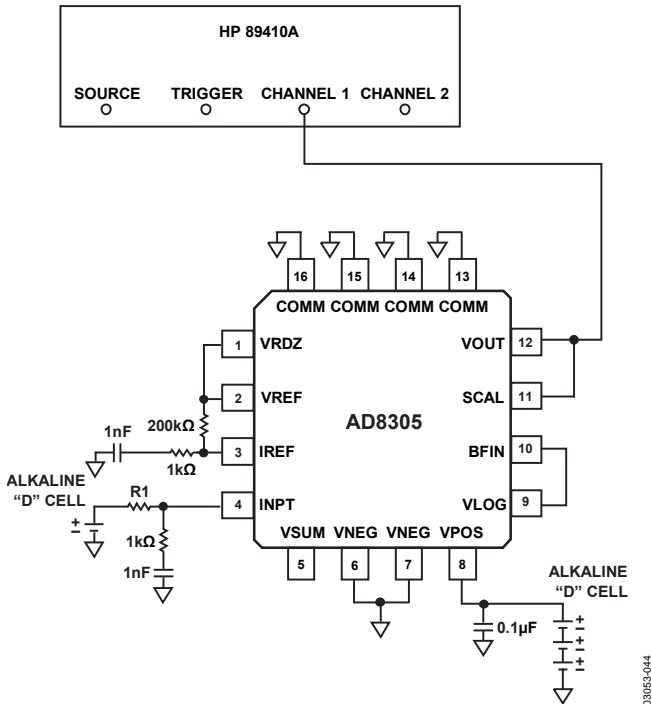 HP 89410A
SOURCE TRIGGER CHANNEL 1 CHANNEL 2
16 15 14 13
COMM COMM COMM COMM
1 VRDZ
VOUT 12
2 VREF
SCAL 11
AD8305
200kΩ
1nF
3 IREF
BFIN 10
1kΩ
ALKALINE
"D" CELL
R1
4 INPT
VLOG 9
+
–
1kΩ
1nF
VSUM VNEG VNEG VPOS
5 6 7 8
ALKALINE
"D" CELL
0.1µF
+
–
+
–
+
–
03053-044